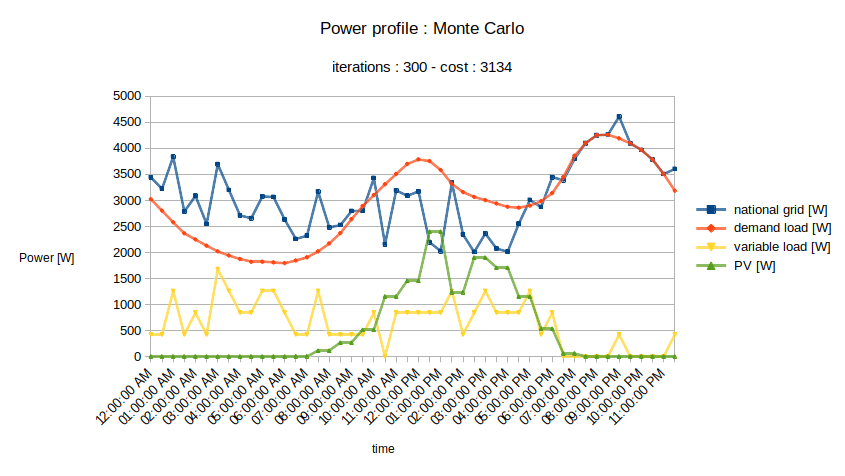 Power profile : Monte Carlo
iterations : 300 - cost : 3134
5000
4500
4000
3500
3000
2500
2000
1500
1000
500
0
Power [W]
national grid [W]
demand load [W]
variable load [W]
PV [W]
12:00:00 AM
01:00:00 AM
02:00:00 AM
03:00:00 AM
04:00:00 AM
05:00:00 AM
06:00:00 AM
07:00:00 AM
08:00:00 AM
09:00:00 AM
10:00:00 AM
11:00:00 AM
12:00:00 PM
01:00:00 PM
02:00:00 PM
03:00:00 PM
04:00:00 PM
05:00:00 PM
06:00:00 PM
07:00:00 PM
08:00:00 PM
09:00:00 PM
10:00:00 PM
11:00:00 PM
time